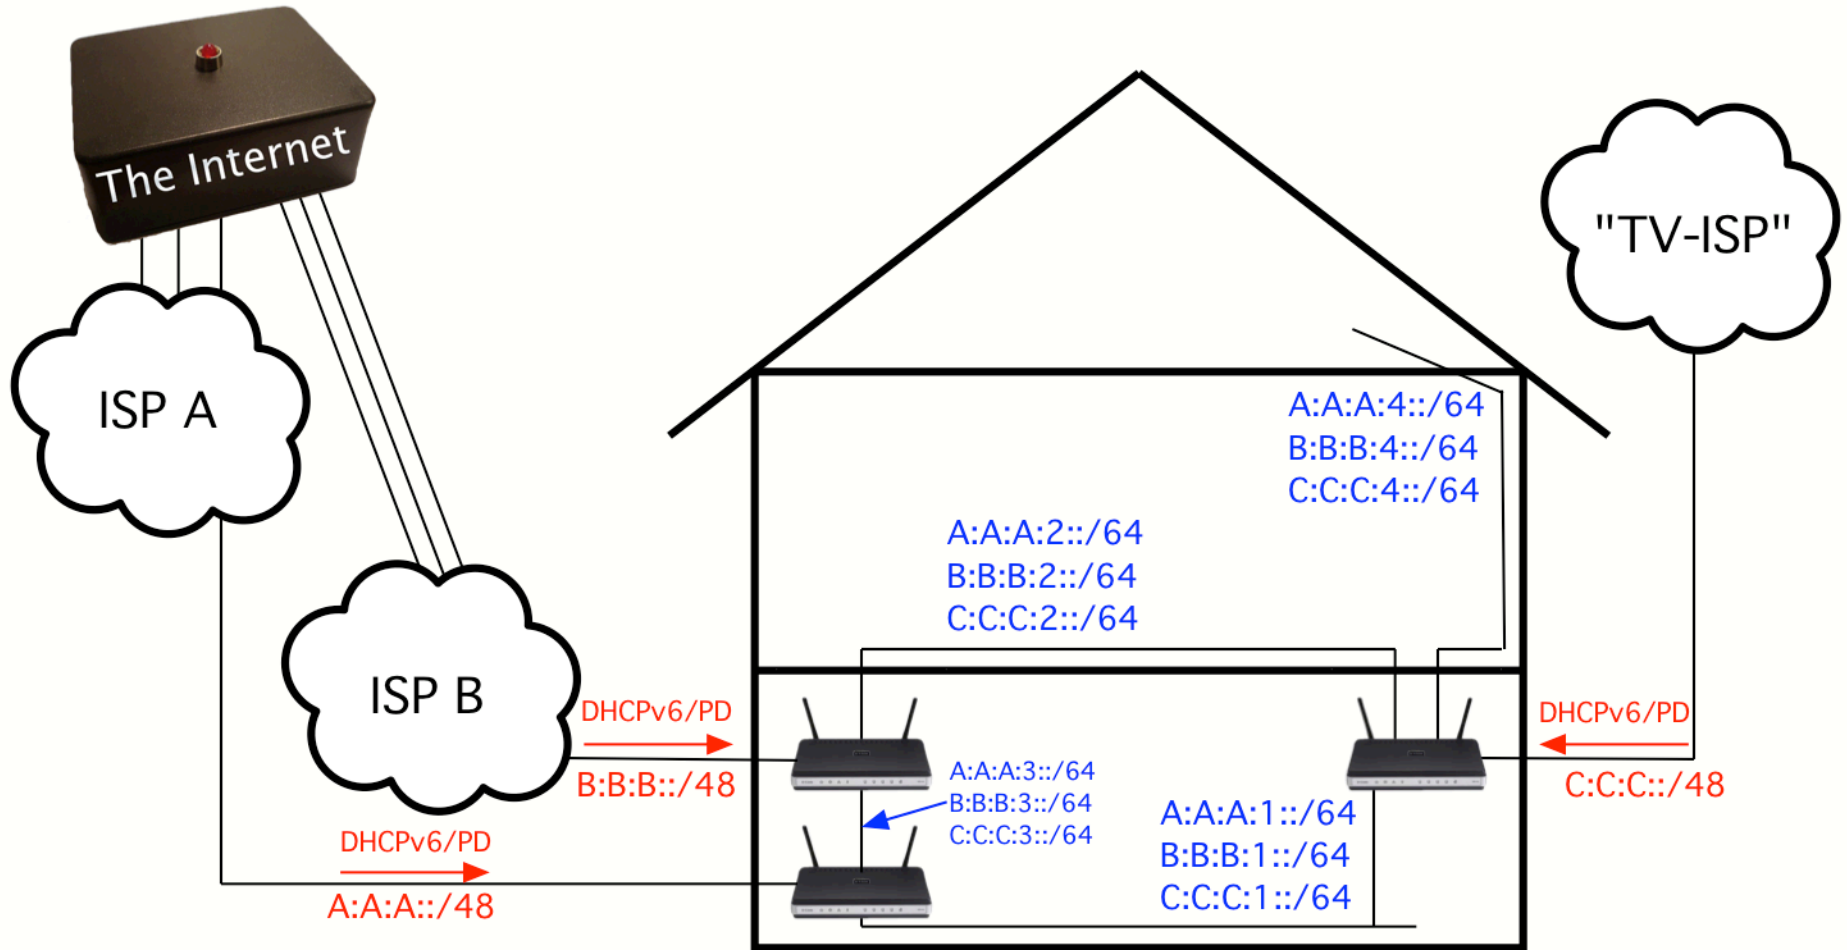 The Internet
ISP A
ISP B
"TV-ISP"
A:A:A:4::/64
B:B:B:4::/64
C:C:C:4::/64
A:A:A:2::/64
B:B:B:2::/64
C:C:C:2::/64
DHCPv6/PD
B:B:B::/48
DHCPv6/PD
C:C:C::/48
A:A:A:3::/64
B:B:B:3::/64
C:C:C:3::/64
A:A:A:1::/64
B:B:B:1::/64
C:C:C:1::/64
DHCPv6/PD
A:A:A::/48